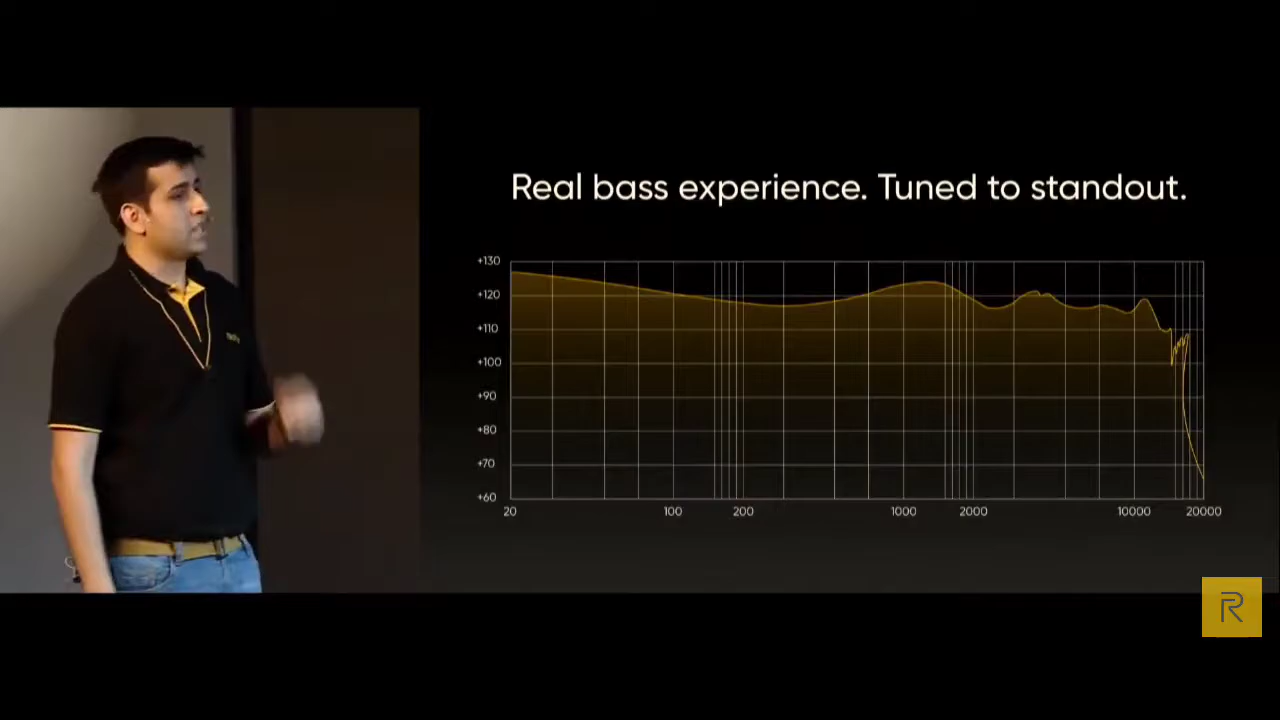 Real bass experience. Tuned to standout.
+130
+120
+110
+100
+90
+80
+70
+60
20 100 200 1000 2000 10000 20000
R